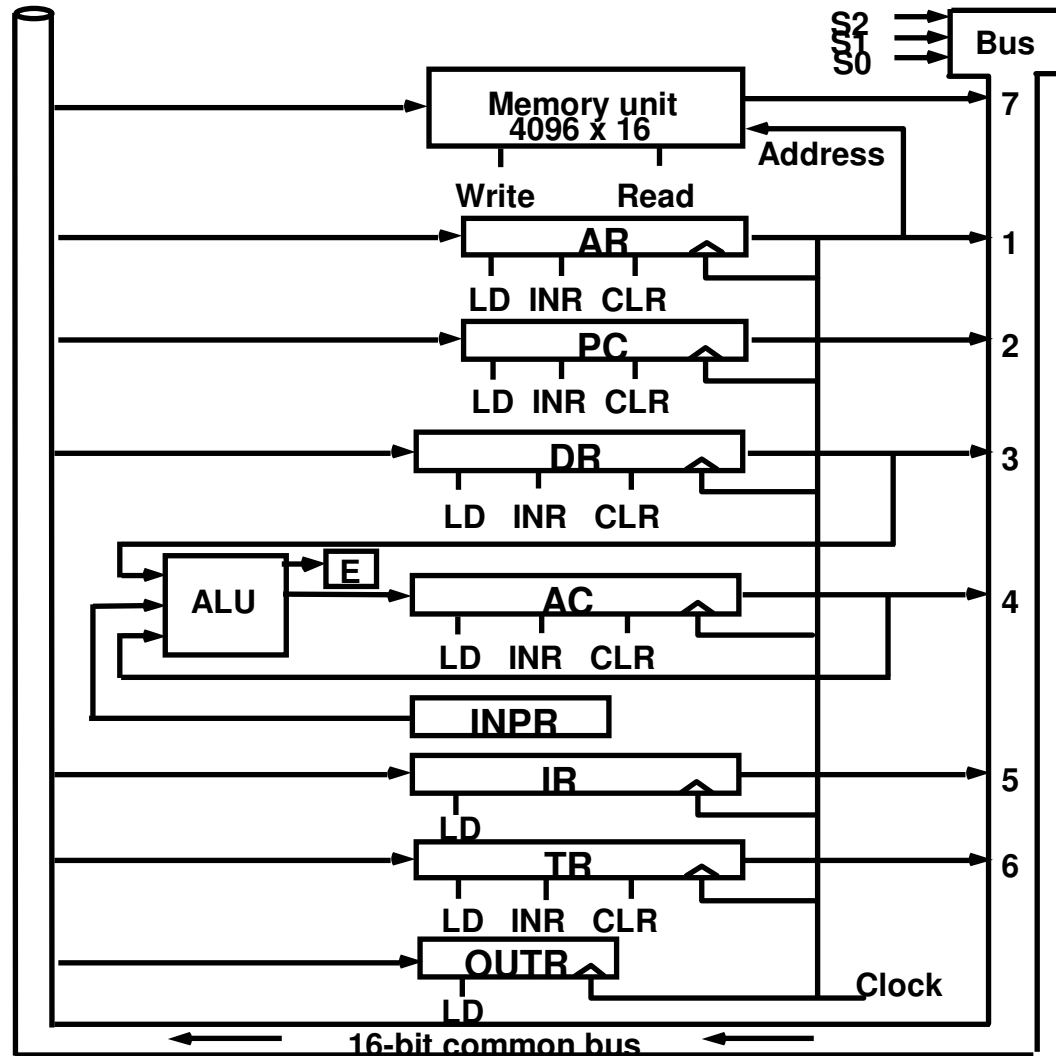 S2
S1
S0
Bus
Memory unit
4096 x 16
7
Address
Write Read
AR
1
LD INR CLR
PC
2
LD INR CLR
DR
3
LD INR CLR
E
ALU
AC
4
LD INR CLR
INPR
IR
5
LD
TR
6
LD INR CLR
OUTR
Clock
LD
16-bit common bus